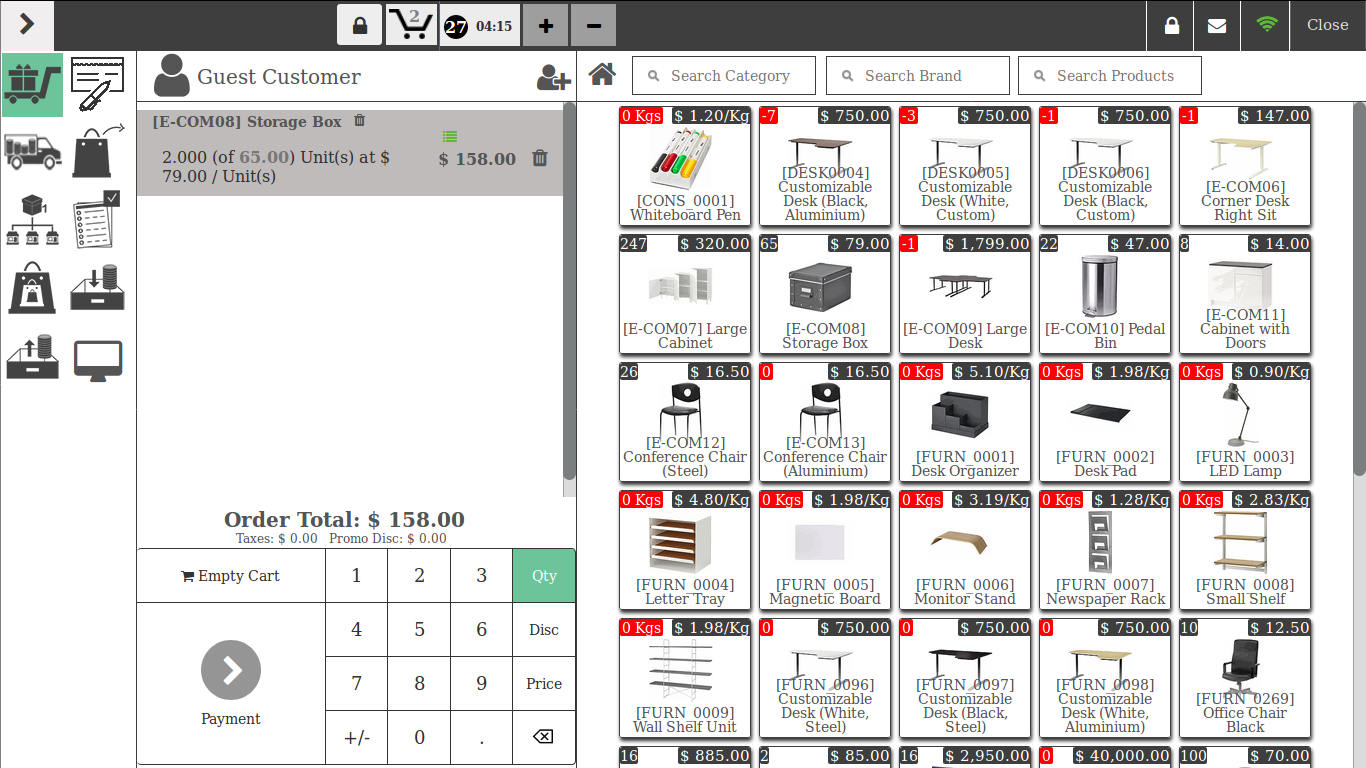 2
27 04:15
Close
Guest Customer
Search Category
Search Brand
Search Products
[E-COM08] Storage Box
2.000 (of 65.00) Unit(s) at $
79.00 / Unit(s)
$ 158.00
Order Total: $ 158.00
Taxes: $ 0.00 Promo Disc: $ 0.00
Empty Cart
1 2 3 Qty
4 5 6 Disc
Payment
7 8 9 Price
+/- 0 .
0 Kgs $ 1.20/Kg
[CONS_0001]
Whiteboard Pen
-7 $ 750.00
[DESK0004]
Customizable
Desk (Black,
Aluminium)
-3 $ 750.00
[DESK0005]
Customizable
Desk (White,
Custom)
-1 $ 750.00
[DESK0006]
Customizable
Desk (Black,
Custom)
-1 $ 147.00
[E-COM06]
Corner Desk
Right Sit
247 $ 320.00
[E-COM07] Large
Cabinet
65 $ 79.00
[E-COM08]
Storage Box
-1 $ 1,799.00
[E-COM09] Large
Desk
22 $ 47.00
[E-COM10] Pedal
Bin
8 $ 14.00
[E-COM11]
Cabinet with
Doors
26 $ 16.50
[E-COM12]
Conference Chair
(Steel)
0 $ 16.50
[E-COM13]
Conference Chair
(Aluminium)
0 Kgs $ 5.10/Kg
[FURN_0001]
Desk Organizer
0 Kgs $ 1.98/Kg
[FURN_0002]
Desk Pad
0 Kgs $ 0.90/Kg
[FURN_0003]
LED Lamp
0 Kgs $ 4.80/Kg
[FURN_0004]
Letter Tray
0 Kgs $ 1.98/Kg
[FURN_0005]
Magnetic Board
0 Kgs $ 3.19/Kg
[FURN_0006]
Monitor Stand
0 Kgs $ 1.28/Kg
[FURN_0007]
Newspaper Rack
0 Kgs $ 2.83/Kg
[FURN_0008]
Small Shelf
0 Kgs $ 1.98/Kg
[FURN_0009]
Wall Shelf Unit
0 $ 750.00
[FURN_0096]
Customizable
Desk (White,
Steel)
0 $ 750.00
[FURN_0097]
Customizable
Desk (Black,
Steel)
0 $ 750.00
[FURN_0098]
Customizable
Desk (White,
Aluminium)
10 $ 12.50
[FURN_0269]
Office Chair
Black
16 $ 885.00
2 $ 85.00
16 $ 2,950.00
0 $ 40,000.00
100 $ 70.00